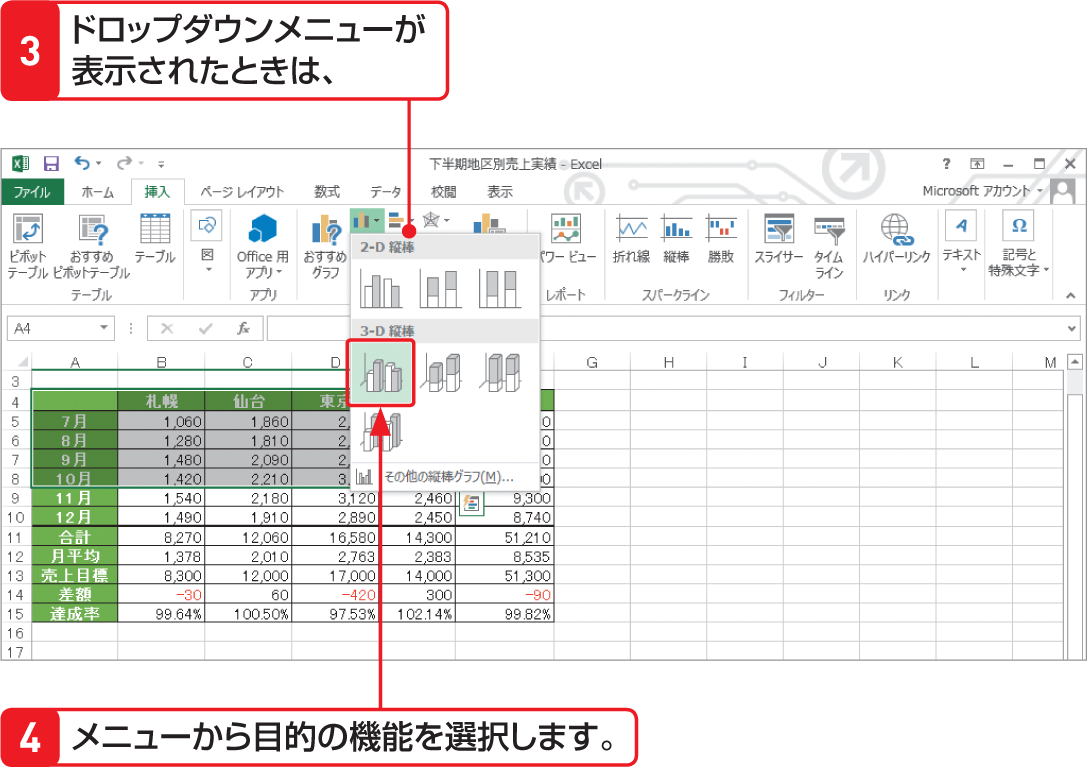 3
ドロップダウンメニューが
表示されたときは、
下半期地区別売上実績 - Excel
?
ファイル ホーム 挿入 ページ レイアウト 数式 データ 校閲 表示 Microsoft アカウント
ピボット
テーブル
おすすめ
ピボットテーブル
テーブル
図
Office 用
アプリ
おすすめ
グラフ
パワー ビュー
折れ線
縦棒
勝敗
スライサー
タイム
ライン
ハイパーリンク
テキスト
記号と
特殊文字
テーブル アプリ レポート スパークライン フィルター リンク
2-D 縦棒
3-D 縦棒
その他の縦棒グラフ(M)...
A4 fx
A B C D G H I J K L M
3
4 札幌 仙台 東京
5 7月 1,060 1,860 2, 0
6 8月 1,280 1,810 2, 0
7 9月 1,480 2,090 2, 0
8 10月 1,420 2,210 3, 0
9 11月 1,540 2,180 3,120 2,460 9,300
10 12月 1,490 1,910 2,890 2,450 8,740
11 合計 8,270 12,060 16,580 14,300 51,210
12 月平均 1,378 2,010 2,763 2,383 8,535
13 売上目標 8,300 12,000 17,000 14,000 51,300
14 差額 -30 60 -420 300 -90
15 達成率 99.64% 100.50% 97.53% 102.14% 99.82%
16
17
4
メニューから目的の機能を選択します。